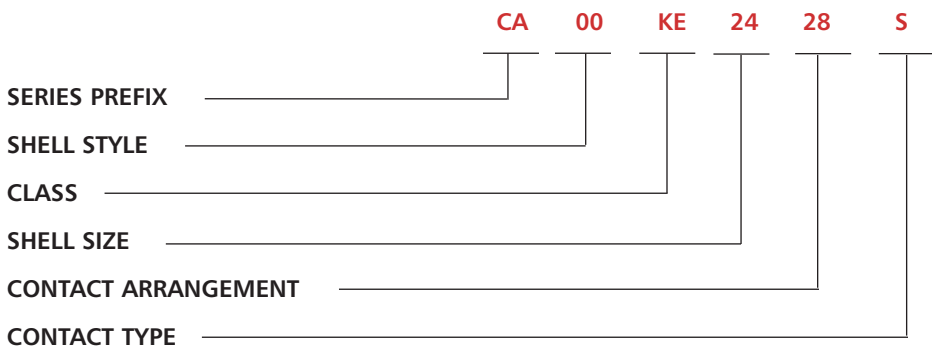 CA 00 KE 24 28 S
SERIES PREFIX
SHELL STYLE
CLASS
SHELL SIZE
CONTACT ARRANGEMENT
CONTACT TYPE